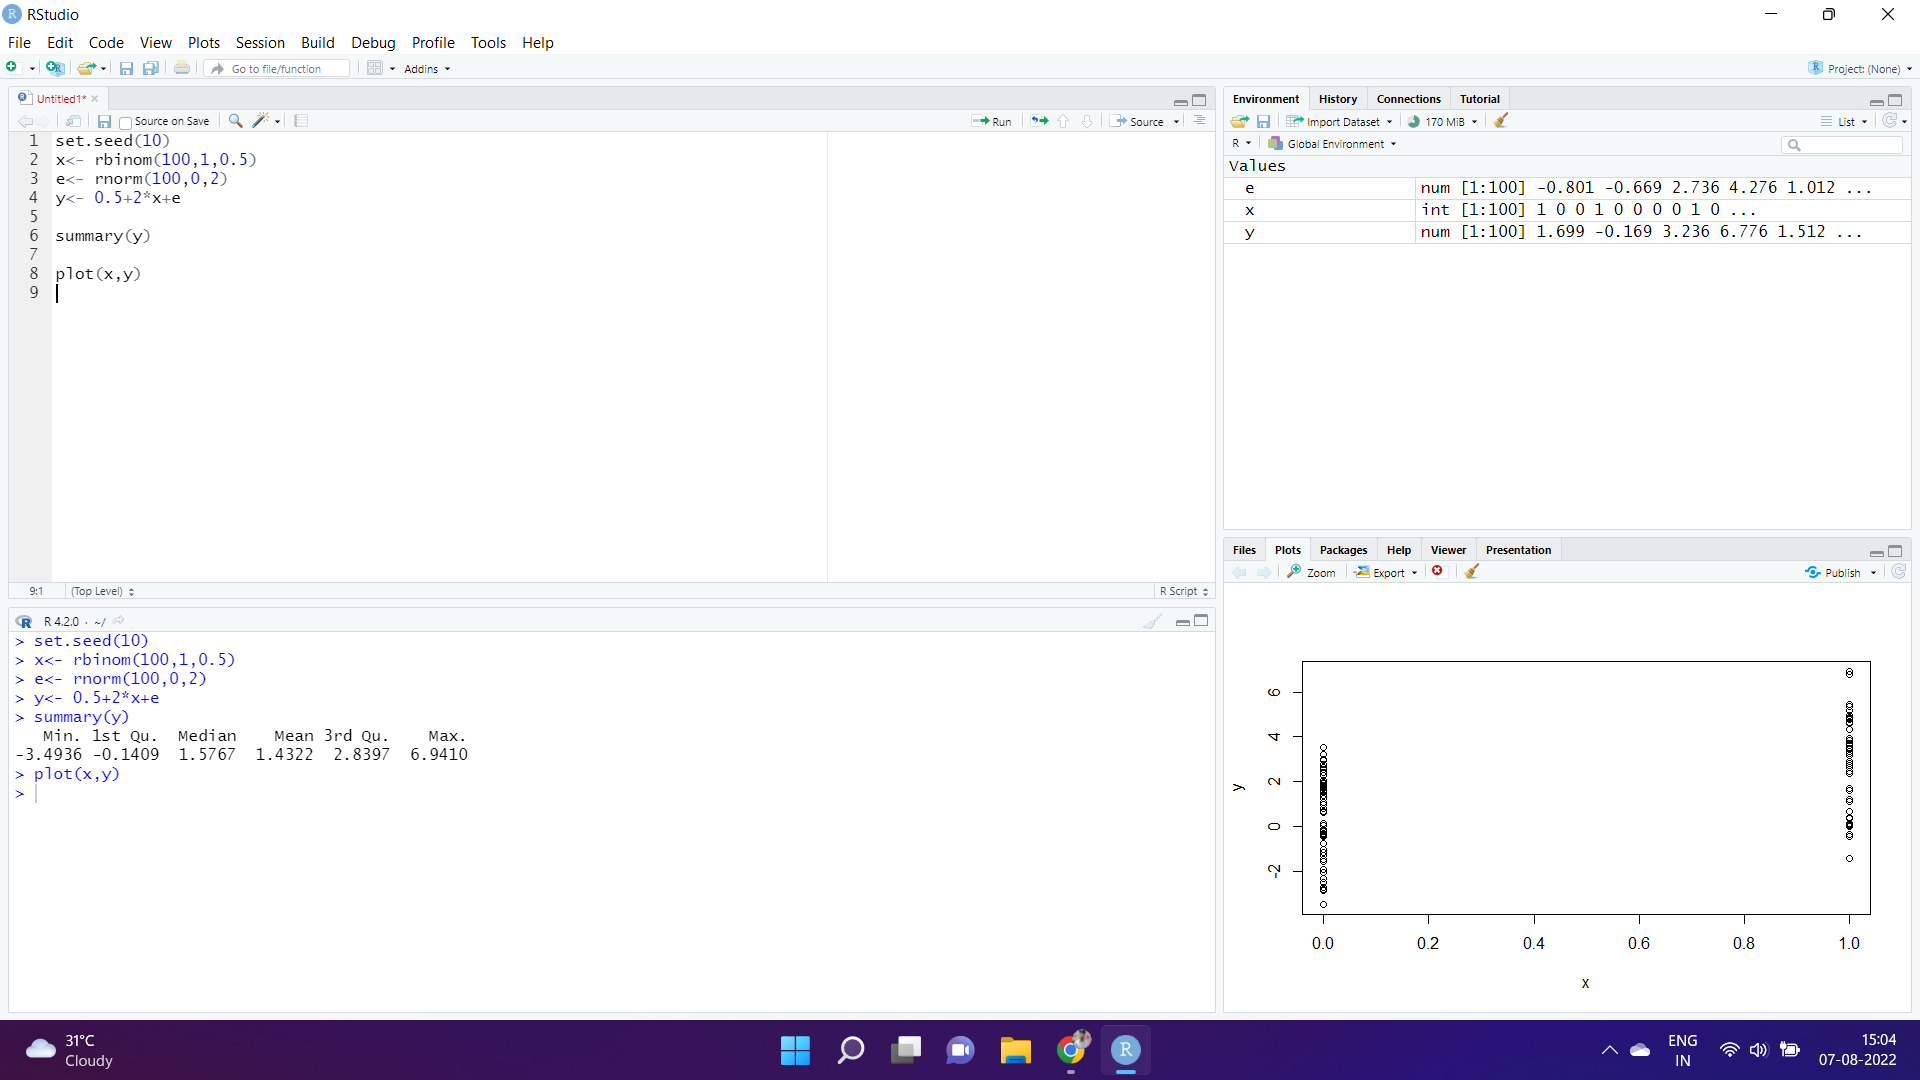 RStudio
File Edit Code View Plots Session Build Debug Profile Tools Help
Go to file/function Addins Project: (None)
Untitled1*
Source on Save Run Source
1 set.seed(10)
2 x<- rbinom(100,1,0.5)
3 e<- rnorm(100,0,2)
4 y<- 0.5+2*x+e
5
6 summary(y)
7
8 plot(x,y)
9
9:1 (Top Level) R Script
R 4.2.0 · ~/
> set.seed(10)
> x<- rbinom(100,1,0.5)
> e<- rnorm(100,0,2)
> y<- 0.5+2*x+e
> summary(y)
Min. 1st Qu. Median Mean 3rd Qu. Max.
-3.4936 -0.1409 1.5767 1.4322 2.8397 6.9410
> plot(x,y)
>
Environment History Connections Tutorial
Import Dataset 170 MiB List
R Global Environment
Values
e num [1:100] -0.801 -0.669 2.736 4.276 1.012 ...
x int [1:100] 1 0 0 1 0 0 0 0 1 0 ...
y num [1:100] 1.699 -0.169 3.236 6.776 1.512 ...
Files Plots Packages Help Viewer Presentation
Zoom Export Publish
6
4
2
0
-2
y
0.0 0.2 0.4 0.6 0.8 1.0
x
31°C
Cloudy
ENG
IN
15:04
07-08-2022